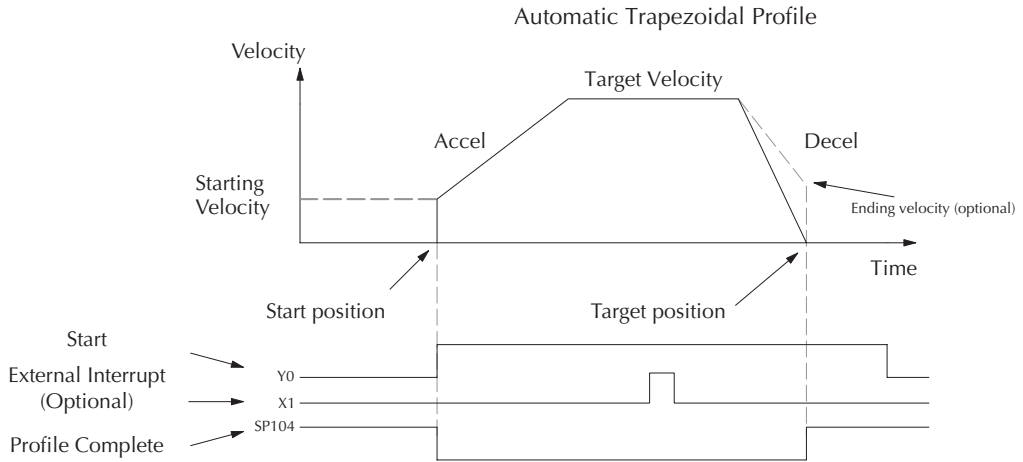 Automatic Trapezoidal Profile
Velocity
Target Velocity
Accel
Decel
Starting
Velocity
Ending velocity (optional)
Time
Start position
Target position
Start
Y0
External Interrupt
(Optional)
X1
SP104
Profile Complete